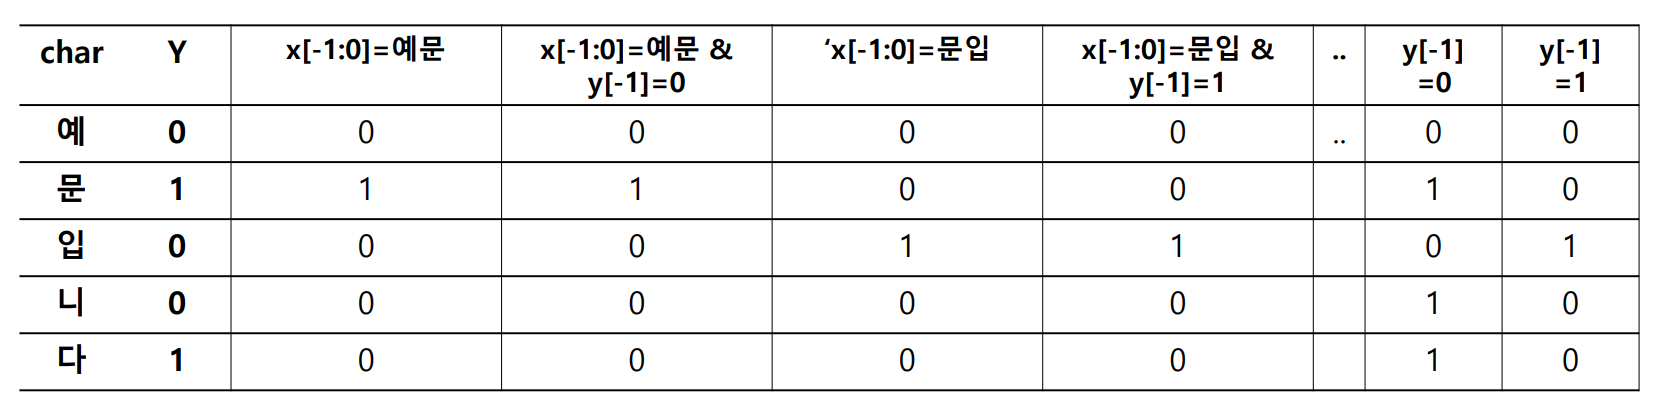 char Y x[-1:0]=예문 x[-1:0]=예문 & y[-1]=0 ‘x[-1:0]=문입 x[-1:0]=문입 & y[-1]=1 .. y[-1] =0 y[-1] =1
예 0 0 0 0 0 .. 0 0
문 1 1 1 0 0 1 0
입 0 0 0 1 1 0 1
니 0 0 0 0 0 1 0
다 1 0 0 0 0 1 0